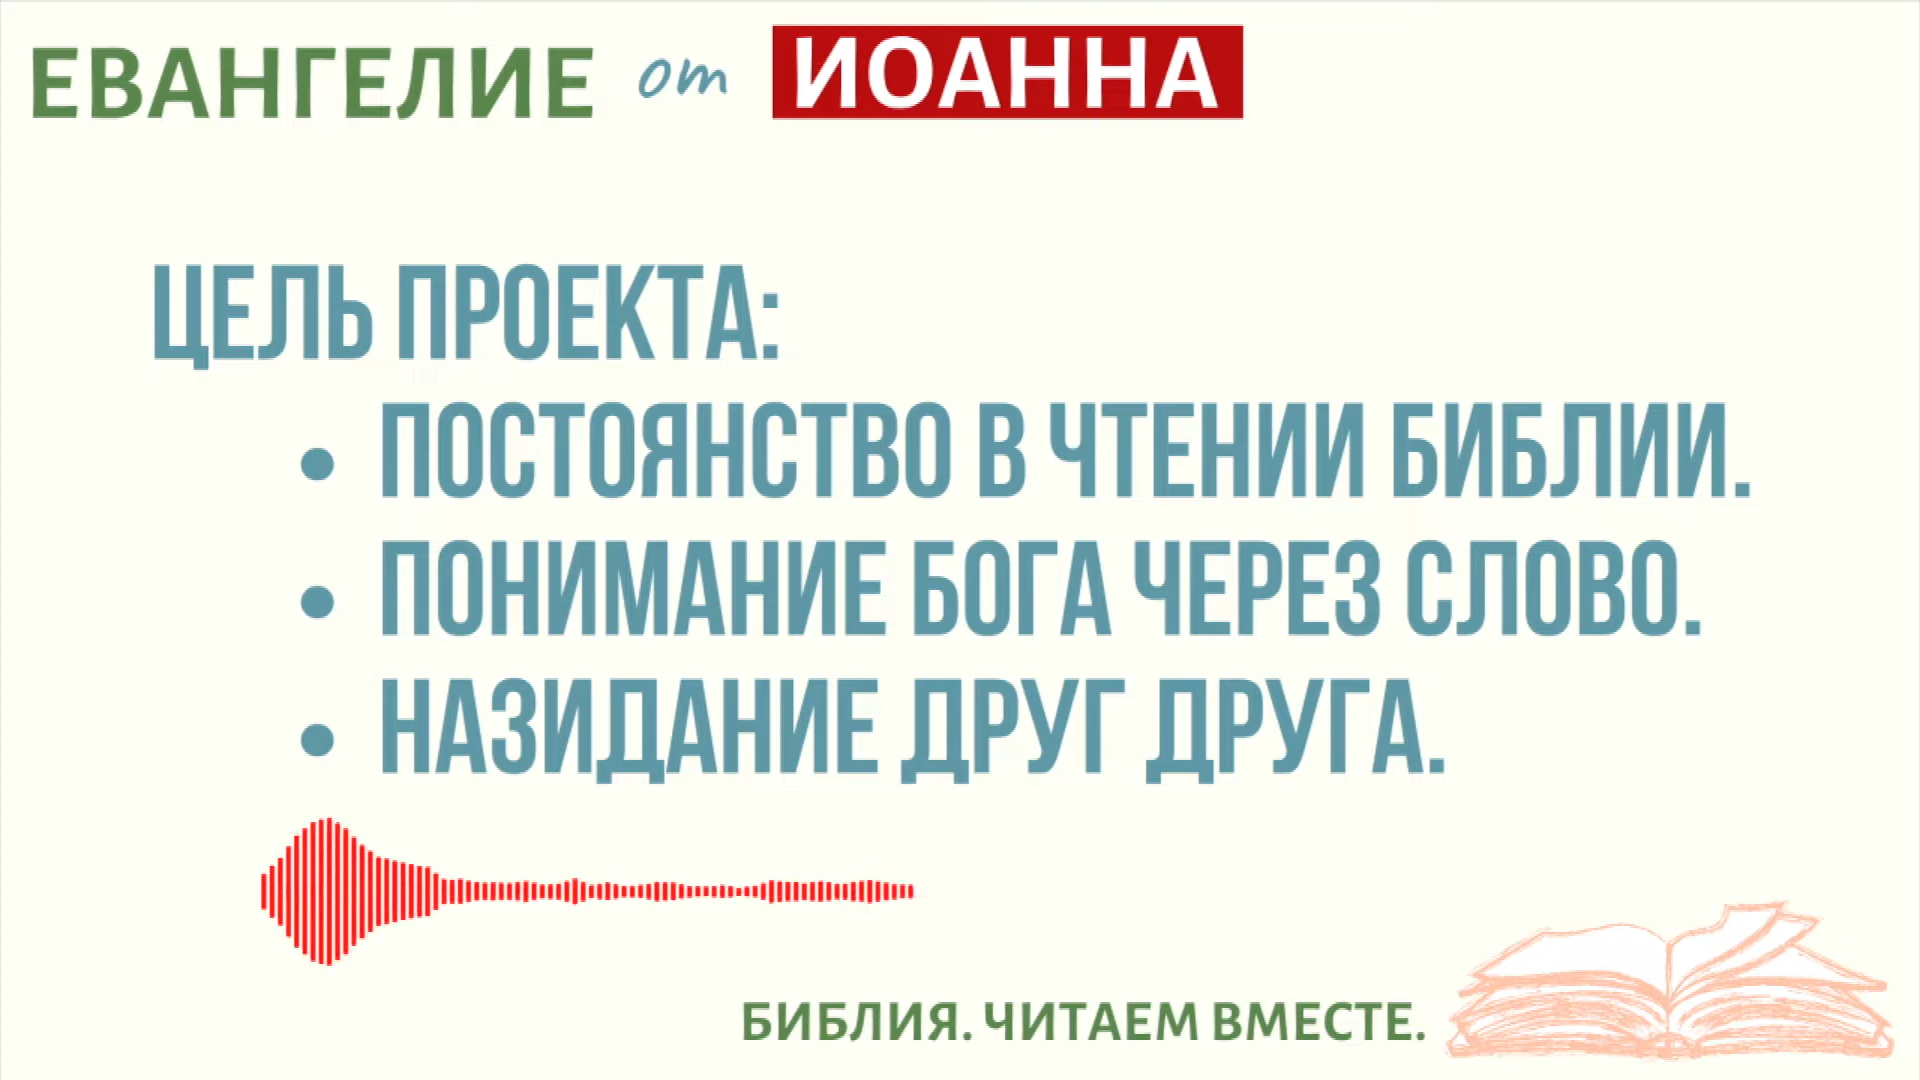 ЕВАНГЕЛИЕ от ИОАННА
ЦЕЛЬ ПРОЕКТА:
• ПОСТОЯНСТВО В ЧТЕНИИ БИБЛИИ.
• ПОНИМАНИЕ БОГА ЧЕРЕЗ СЛОВО.
• НАЗИДАНИЕ ДРУГ ДРУГА.
БИБЛИЯ. ЧИТАЕМ ВМЕСТЕ.